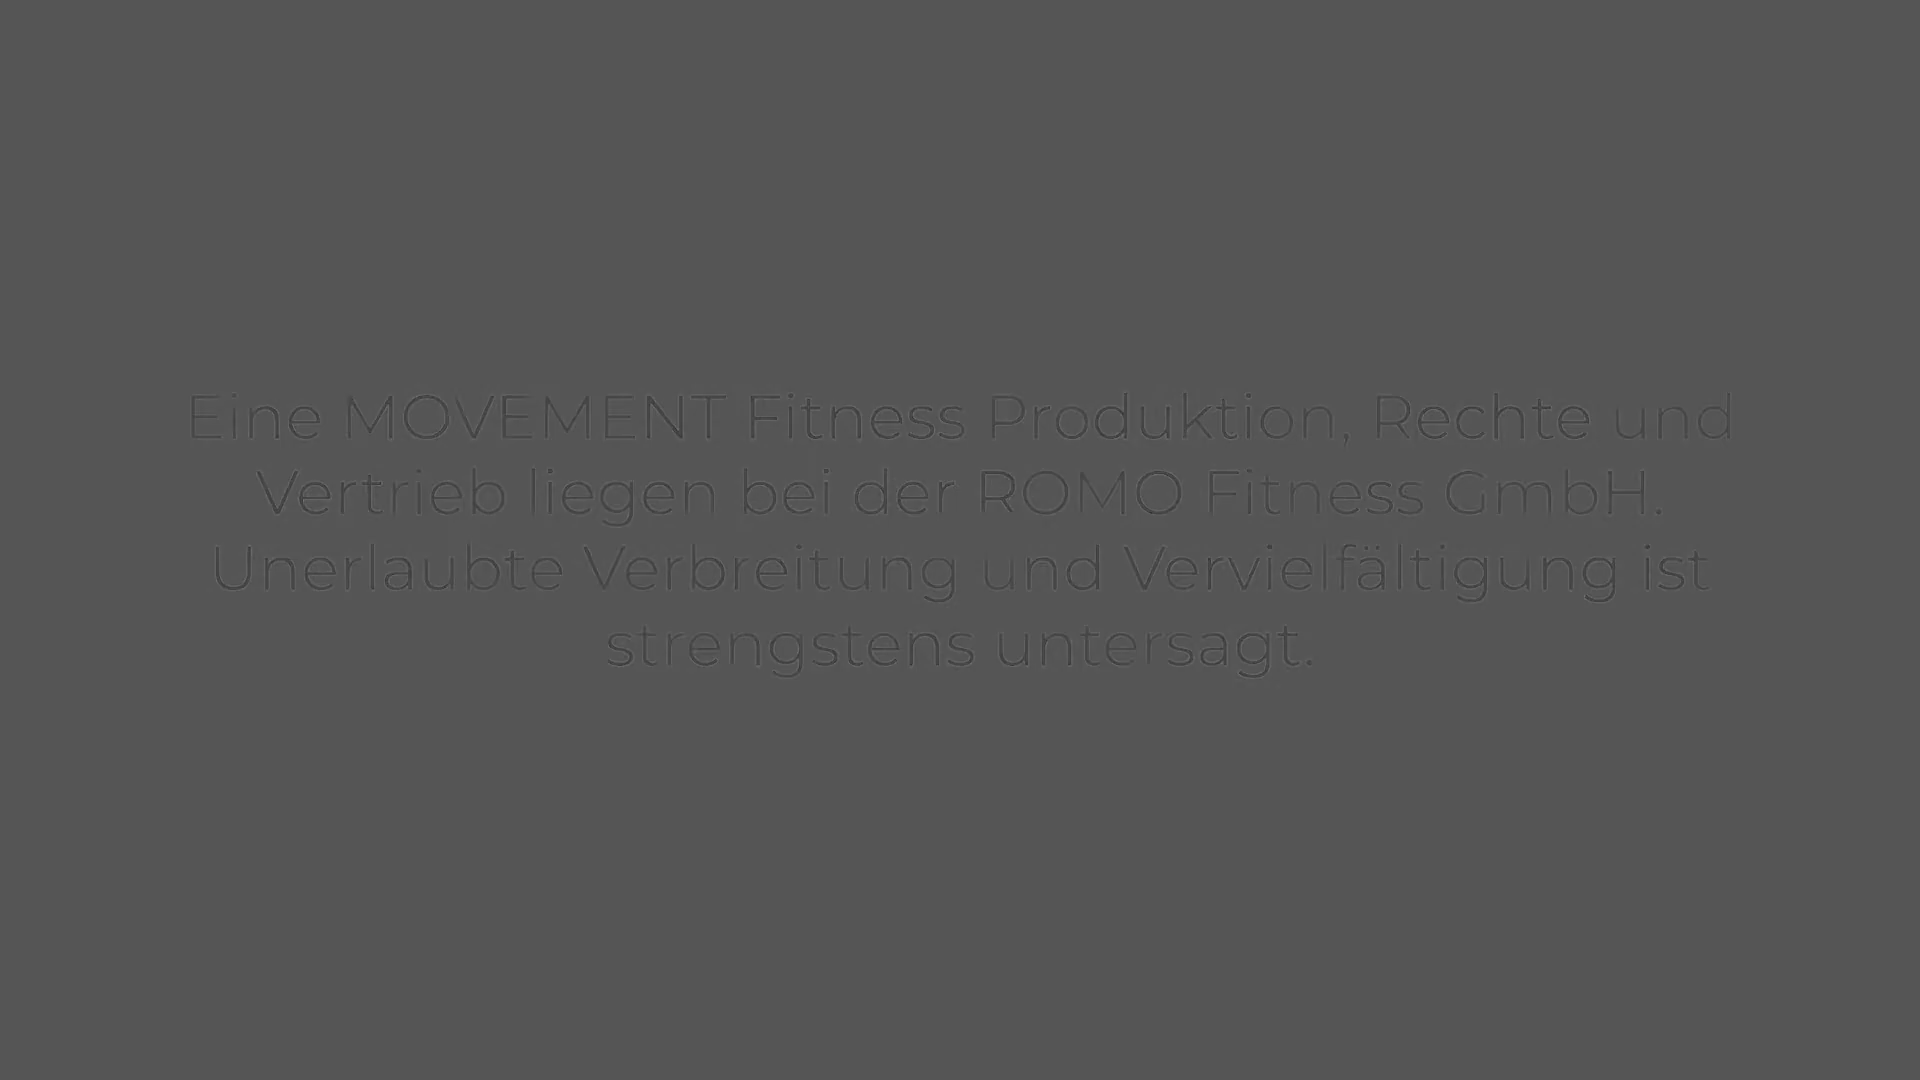 Eine MOVEMENT Fitness Produktion, Rechte und
Vertrieb liegen bei der ROMO Fitness GmbH.
Unerlaubte Verbreitung und Vervielfältigung ist
strengstens untersagt.